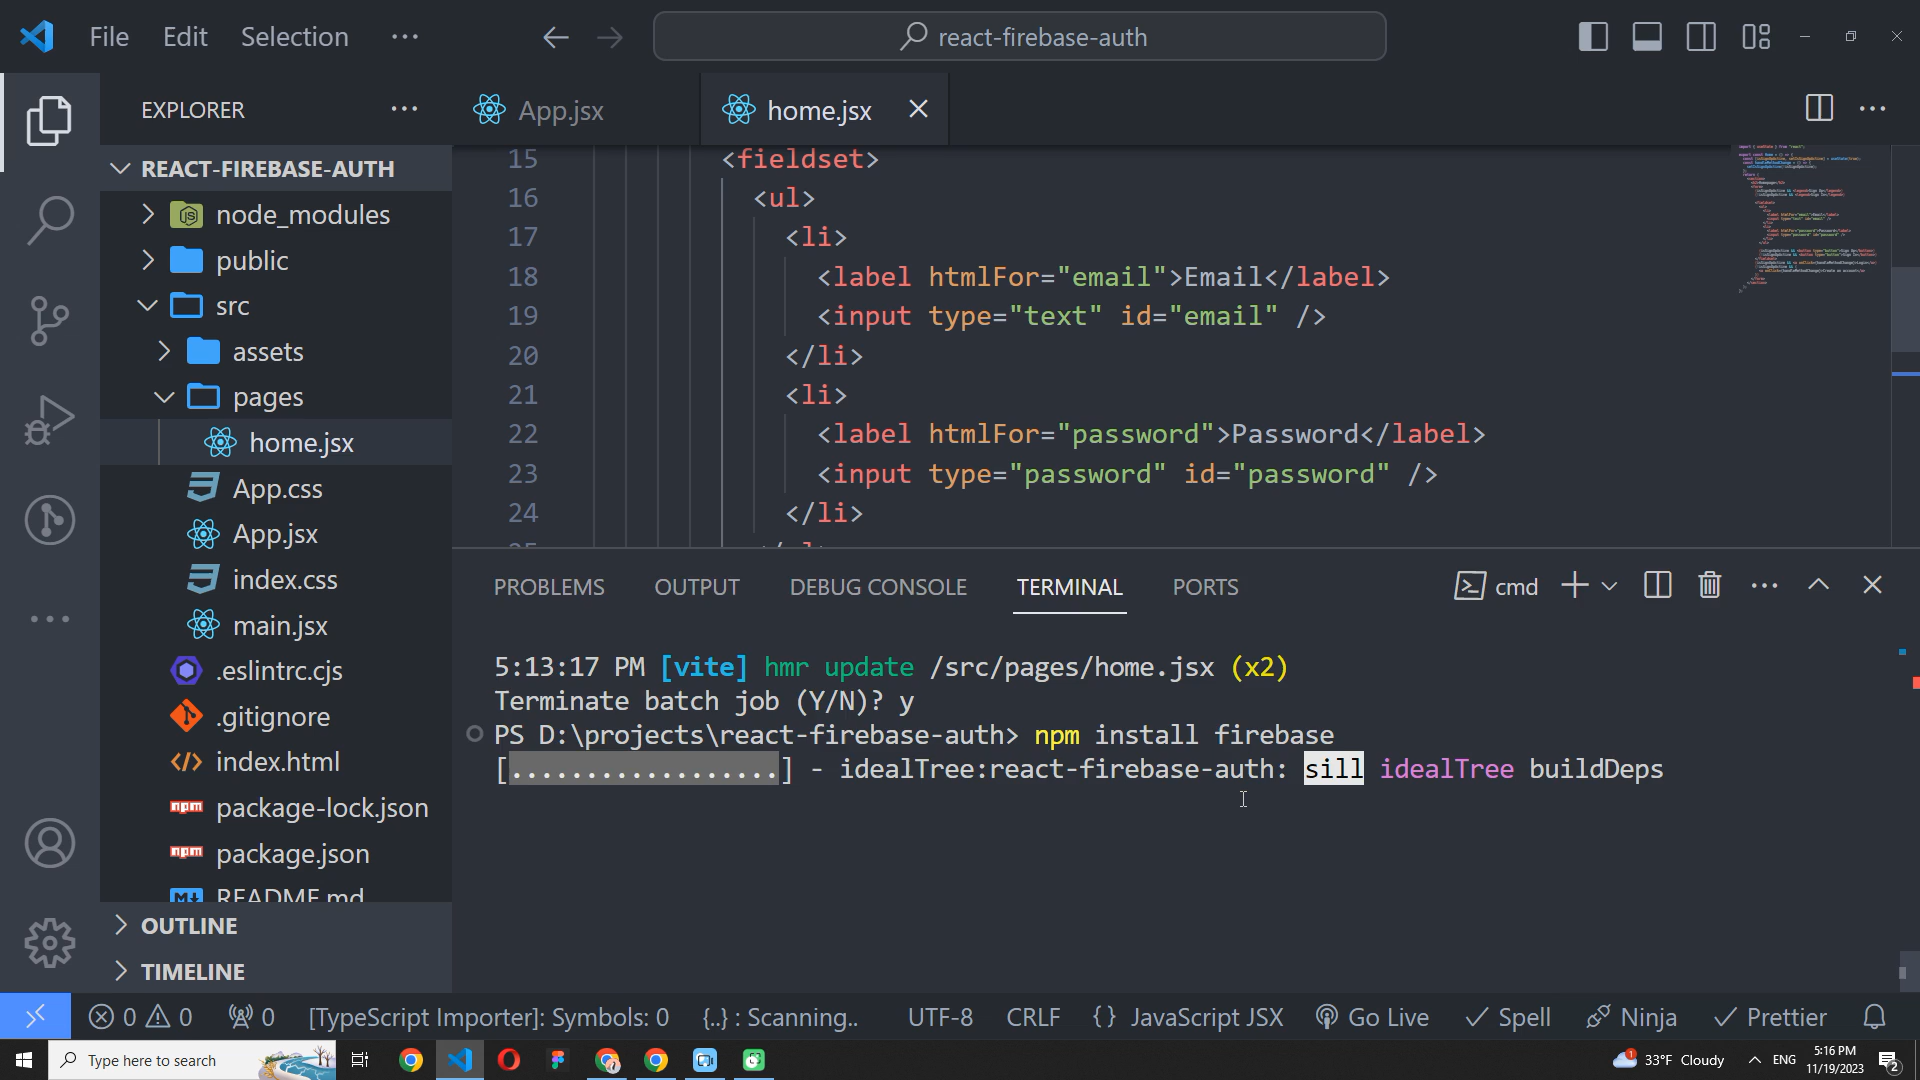 File Edit Selection ··· react-firebase-auth
EXPLORER
App.jsx
home.jsx
REACT-FIREBASE-AUTH
node_modules
public
src
assets
pages
home.jsx
App.css
App.jsx
index.css
main.jsx
.eslintrc.cjs
.gitignore
index.html
package-lock.json
package.json
README.md
OUTLINE
TIMELINE
15 <fieldset>
16 <ul>
17 <li>
18 <label htmlFor="email">Email</label>
19 <input type="text" id="email" />
20 </li>
21 <li>
22 <label htmlFor="password">Password</label>
23 <input type="password" id="password" />
24 </li>
PROBLEMS OUTPUT DEBUG CONSOLE TERMINAL PORTS cmd
5:13:17 PM [vite] hmr update /src/pages/home.jsx (x2)
Terminate batch job (Y/N)? y
PS D:\projects\react-firebase-auth> npm install firebase
[..................] - idealTree:react-firebase-auth: sill idealTree buildDeps
0 0 0 [TypeScript Importer]: Symbols: 0 {..} : Scanning.. UTF-8 CRLF {} JavaScript JSX Go Live Spell Ninja Prettier
Type here to search 33°F Cloudy ENG 5:16 PM
11/19/2023